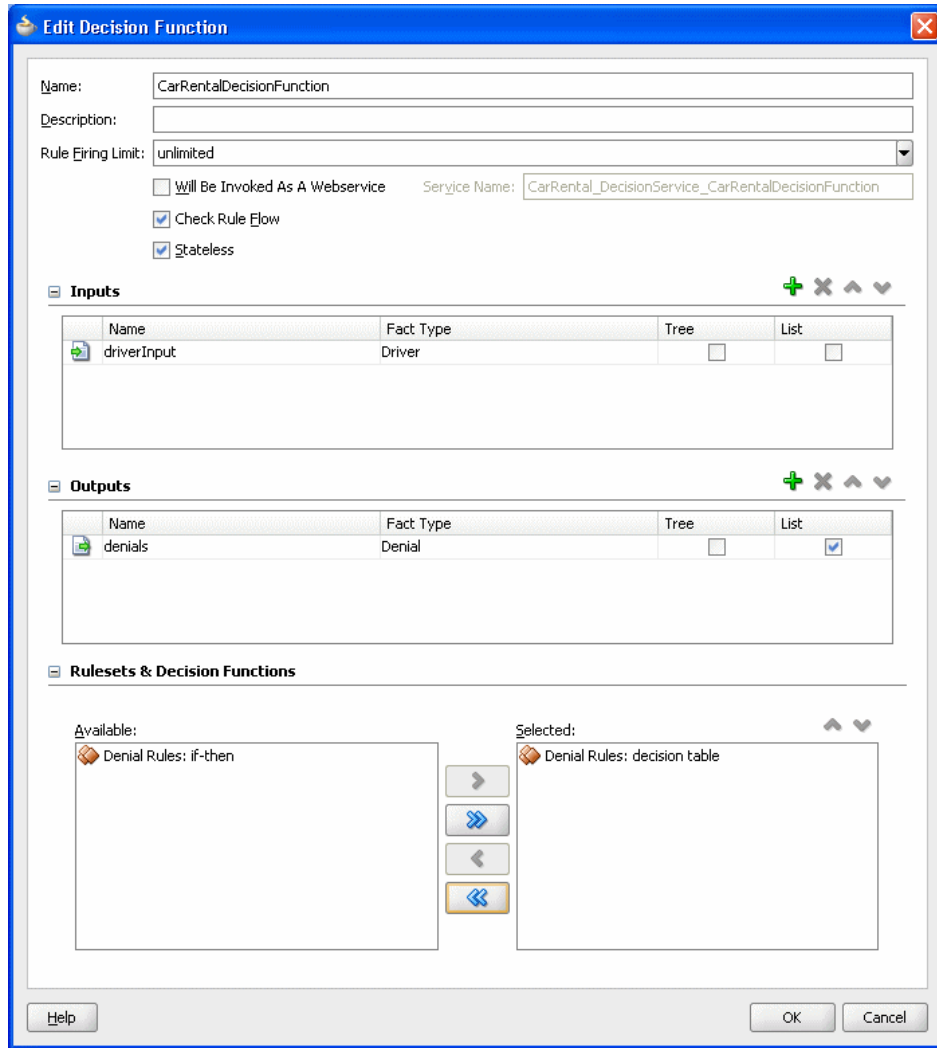 Edit Decision Function
Name: CarRentalDecisionFunction
Description:
Rule Firing Limit: unlimited
Will Be Invoked As A Webservice Service Name: CarRental_DecisionService_CarRentalDecisionFunction
Check Rule Flow
Stateless
Inputs
Name Fact Type Tree List
driverInput Driver
Outputs
Name Fact Type Tree List
denials Denial
Rulesets & Decision Functions
Available: Selected:
Denial Rules: if-then Denial Rules: decision table
Help OK Cancel